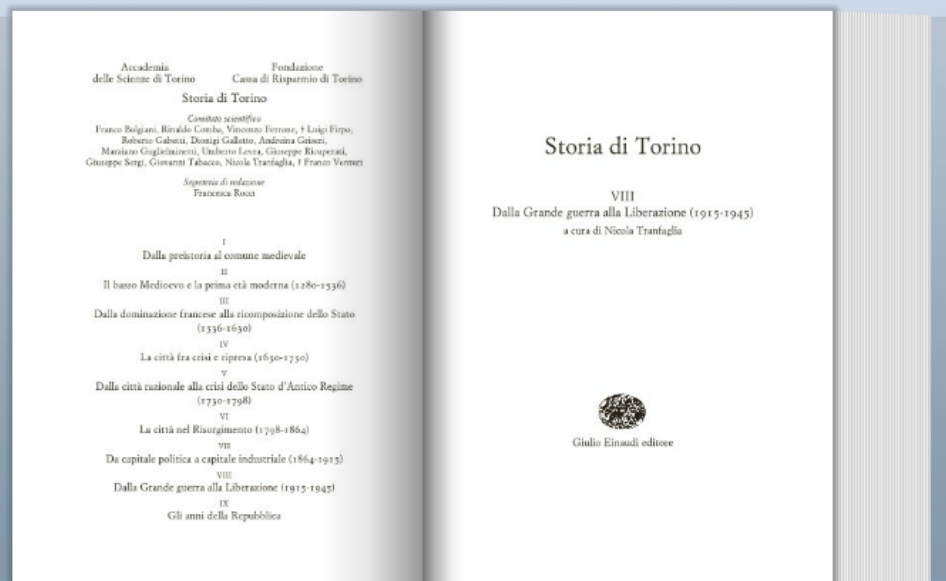 Accademia
delle Scienze di Torino
Fondazione
Cassa di Risparmio di Torino
Storia di Torino
Comitato scientifico
Franco Bolgiani, Rinaldo Comba, Vincenzo Ferrone, † Luigi Firpo,
Roberto Gabetti, Dionigi Galletto, Andreina Griseri,
Marziano Guglielminetti, Umberto Levra, Giuseppe Ricuperati,
Giuseppe Sergi, Giovanni Tabacco, Nicola Tranfaglia, † Franco Venturi
Segreteria di redazione
Francesca Rocci
I
Dalla preistoria al comune medievale
II
Il basso Medioevo e la prima età moderna (1280-1536)
III
Dalla dominazione francese alla ricomposizione dello Stato
(1536-1630)
IV
La città fra crisi e ripresa (1630-1730)
V
Dalla città razionale alla crisi dello Stato d'Antico Regime
(1730-1798)
VI
La città nel Risorgimento (1798-1864)
VII
Da capitale politica a capitale industriale (1864-1915)
VIII
Dalla Grande guerra alla Liberazione (1915-1945)
IX
Gli anni della Repubblica
Storia di Torino
VIII
Dalla Grande guerra alla Liberazione (1915-1945)
a cura di Nicola Tranfaglia
Giulio Einaudi editore